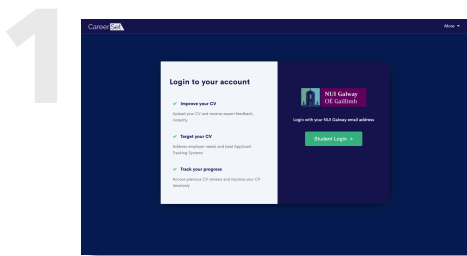 1
CareerSet
More
Login to your account
Improve your CV
Upload your CV and receive expert feedback,
instantly
Target your CV
Address employer needs and beat Applicant
Tracking Systems
Track your progress
Access previous CV reviews and improve your CV
iteratively
NUI Galway
OÉ Gaillimh
Login with your NUI Galway email address
Student Login